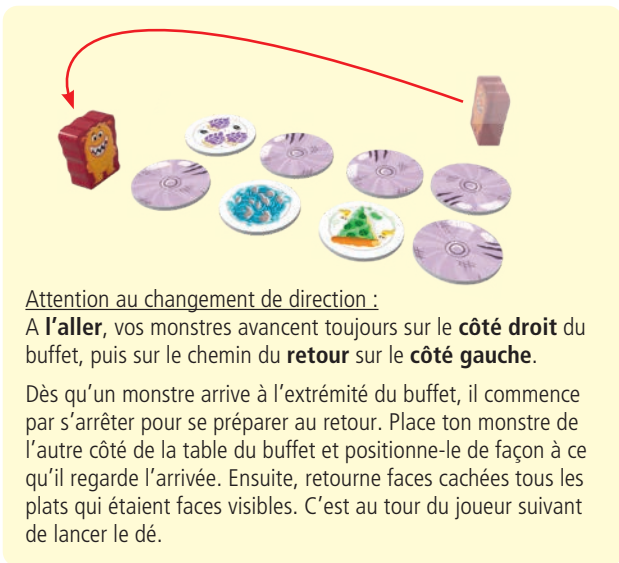 Attention au changement de direction :
A l'aller, vos monstres avancent toujours sur le côté droit du
buffet, puis sur le chemin du retour sur le côté gauche.
Dès qu'un monstre arrive à l'extrémité du buffet, il commence
par s'arrêter pour se préparer au retour. Place ton monstre de
l'autre côté de la table du buffet et positionne-le de façon à ce
qu'il regarde l'arrivée. Ensuite, retourne faces cachées tous les
plats qui étaient faces visibles. C'est au tour du joueur suivant
de lancer le dé.